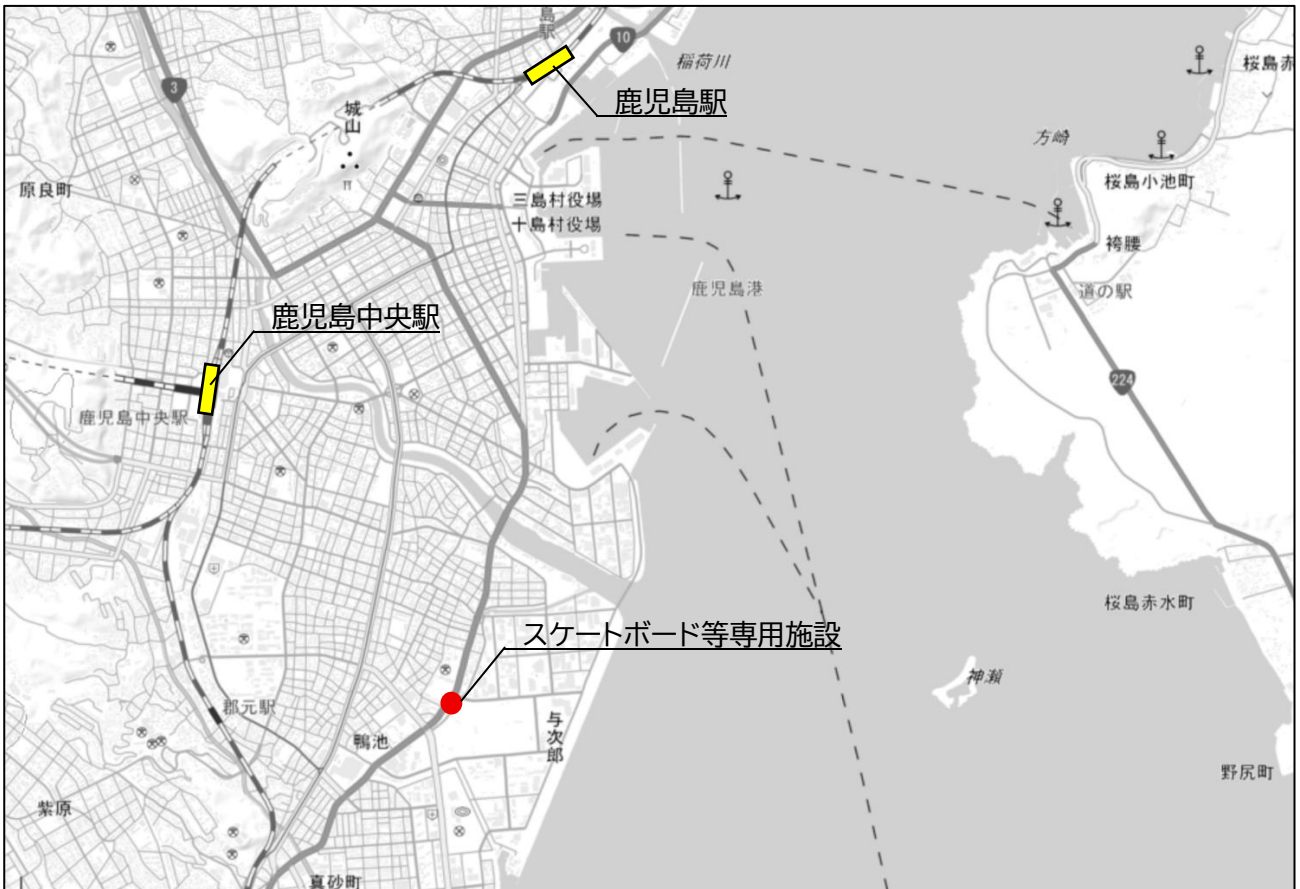 島駅
10
稲荷川
桜島赤
3
鹿児島駅
城山
方崎
原良町
桜島小池町
三島村役場
十島村役場
袴腰
鹿児島港
道の駅
鹿児島中央駅
224
鹿児島中央駅
桜島赤水町
スケートボード等専用施設
神瀬
郡元駅
与次郎
鴨池
野尻町
紫原
真砂町